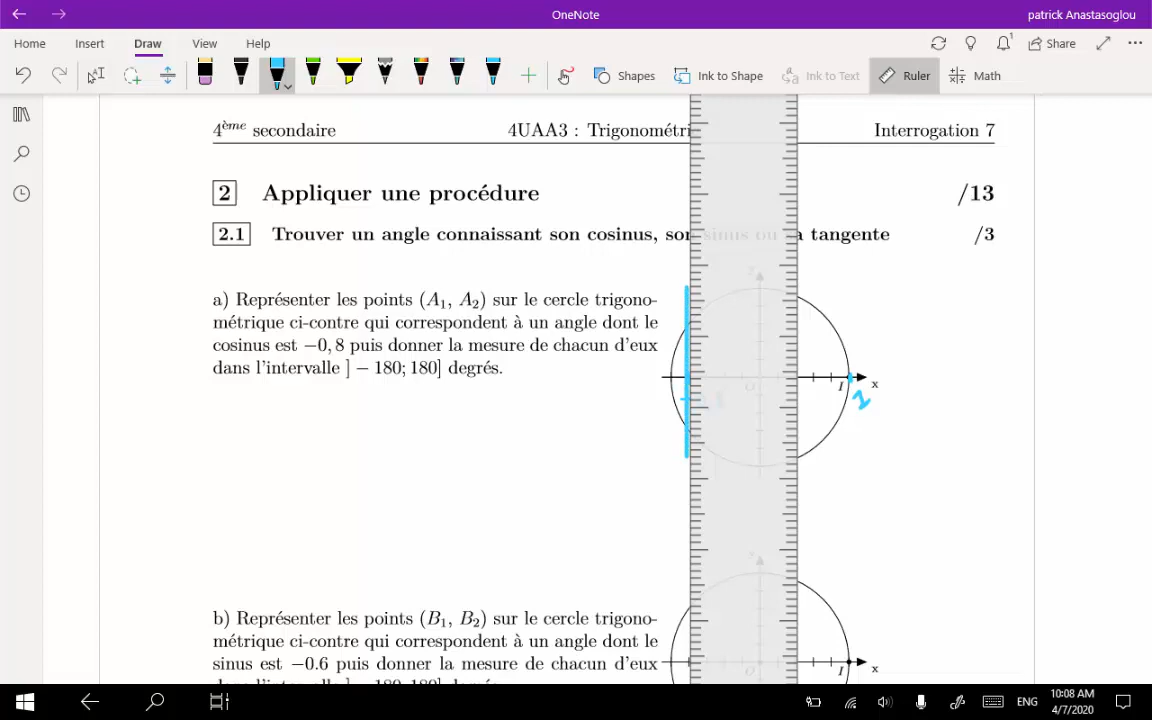 OneNote
patrick Anastasoglou
Home Insert Draw View Help
Share
Shapes Ink to Shape Ink to Text Ruler Math
4ème secondaire 4UAA3 : Trigonométri Interrogation 7
2 Appliquer une procédure /13
2.1 Trouver un angle connaissant son cosinus, son sinus ou sa tangente /3
a) Représenter les points (A₁, A₂) sur le cercle trigono-
métrique ci-contre qui correspondent à un angle dont le
cosinus est −0, 8 puis donner la mesure de chacun d'eux
dans l'intervalle ] − 180; 180] degrés.
O
I
x
b) Représenter les points (B₁, B₂) sur le cercle trigono-
métrique ci-contre qui correspondent à un angle dont le
sinus est −0.6 puis donner la mesure de chacun d'eux
O
I
x
ENG
10:08 AM
4/7/2020